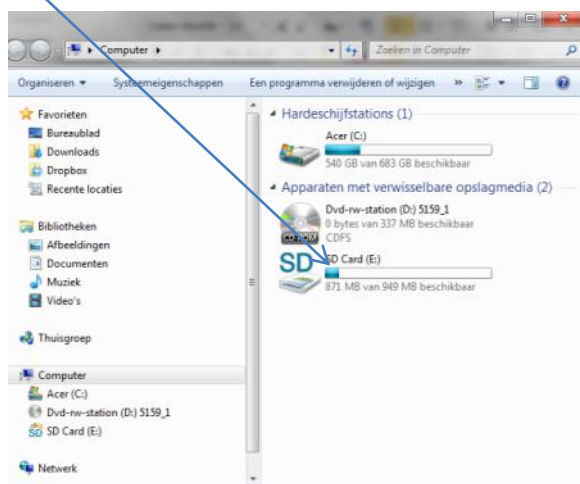 Computer
Zoeken in Computer
Organiseren
Systeemeigenschappen
Een programma verwijderen of wijzigen
»
Favorieten
Bureaublad
Downloads
Dropbox
Recente locaties
Bibliotheken
Afbeeldingen
Documenten
Muziek
Video's
Thuisgroep
Computer
Acer (C:)
Dvd-rw-station (D:) 5159_1
SD Card (E:)
Netwerk
Hardeschijfstations (1)
Acer (C:)
540 GB van 683 GB beschikbaar
Apparaten met verwisselbare opslagmedia (2)
Dvd-rw-station (D:) 5159_1
0 bytes van 337 MB beschikbaar
CD-ROM
CDFS
SD
SD Card (E:)
871 MB van 949 MB beschikbaar